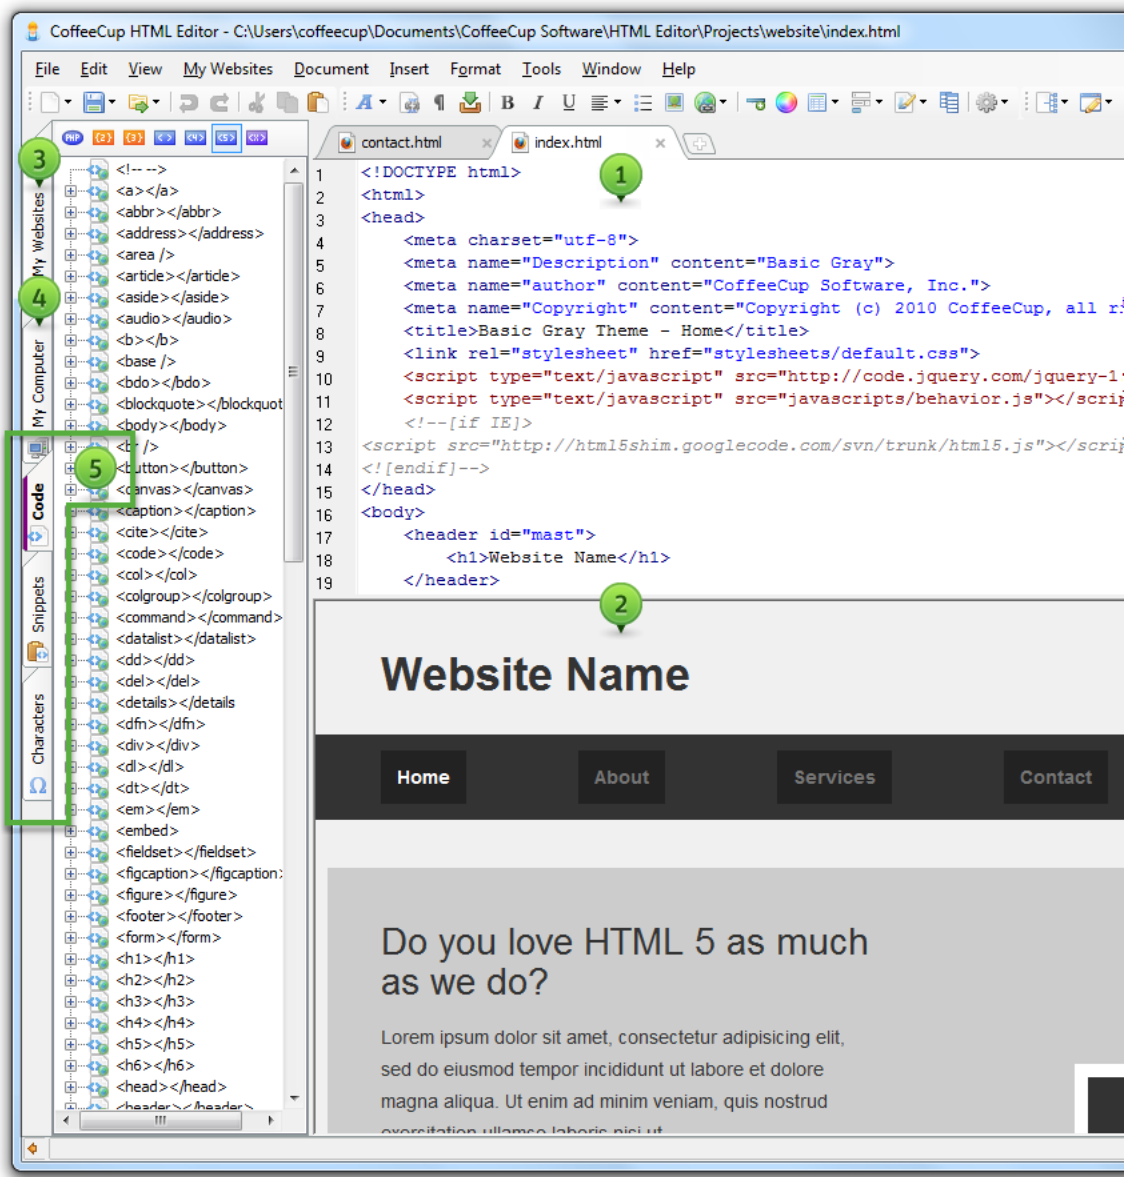 CoffeeCup HTML Editor - C:\Users\coffeecup\Documents\CoffeeCup Software\HTML Editor\Projects\website\index.html
File Edit View My Websites Document Insert Format Tools Window Help
B I U
PHP {2} {3} <> <4> <5> <X>
contact.html
index.html
3
My Websites
4
My Computer
5
Code
Snippets
Characters
Ω
<!-- -->
<a></a>
<abbr></abbr>
<address></address>
<area />
<article></article>
<aside></aside>
<audio></audio>
<b></b>
<base />
<bdo></bdo>
<blockquote></blockquot
<body></body>
<br />
<button></button>
<canvas></canvas>
<caption></caption>
<cite></cite>
<code></code>
<col></col>
<colgroup></colgroup>
<command></command>
<datalist></datalist>
<dd></dd>
<del></del>
<details></details
<dfn></dfn>
<div></div>
<dl></dl>
<dt></dt>
<em></em>
<embed>
<fieldset></fieldset>
<figcaption></figcaption>
<figure></figure>
<footer></footer>
<form></form>
<h1></h1>
<h2></h2>
<h3></h3>
<h4></h4>
<h5></h5>
<h6></h6>
<head></head>
<header></header>
1
1 <!DOCTYPE html>
2 <html>
3 <head>
4 <meta charset="utf-8">
5 <meta name="Description" content="Basic Gray">
6 <meta name="author" content="CoffeeCup Software, Inc.">
7 <meta name="Copyright" content="Copyright (c) 2010 CoffeeCup, all
8 <title>Basic Gray Theme - Home</title>
9 <link rel="stylesheet" href="stylesheets/default.css">
10 <script type="text/javascript" src="http://code.jquery.com/jquery-1
11 <script type="text/javascript" src="javascripts/behavior.js"></scrip
12 <!--[if IE]>
13 <script src="http://html5shim.googlecode.com/svn/trunk/html5.js"></scrip
14 <![endif]-->
15 </head>
16 <body>
17 <header id="mast">
18 <h1>Website Name</h1>
19 </header>
2
Website Name
Home About Services Contact
Do you love HTML 5 as much
as we do?
Lorem ipsum dolor sit amet, consectetur adipisicing elit,
sed do eiusmod tempor incididunt ut labore et dolore
magna aliqua. Ut enim ad minim veniam, quis nostrud
exercitation ullamco laboris nisi ut